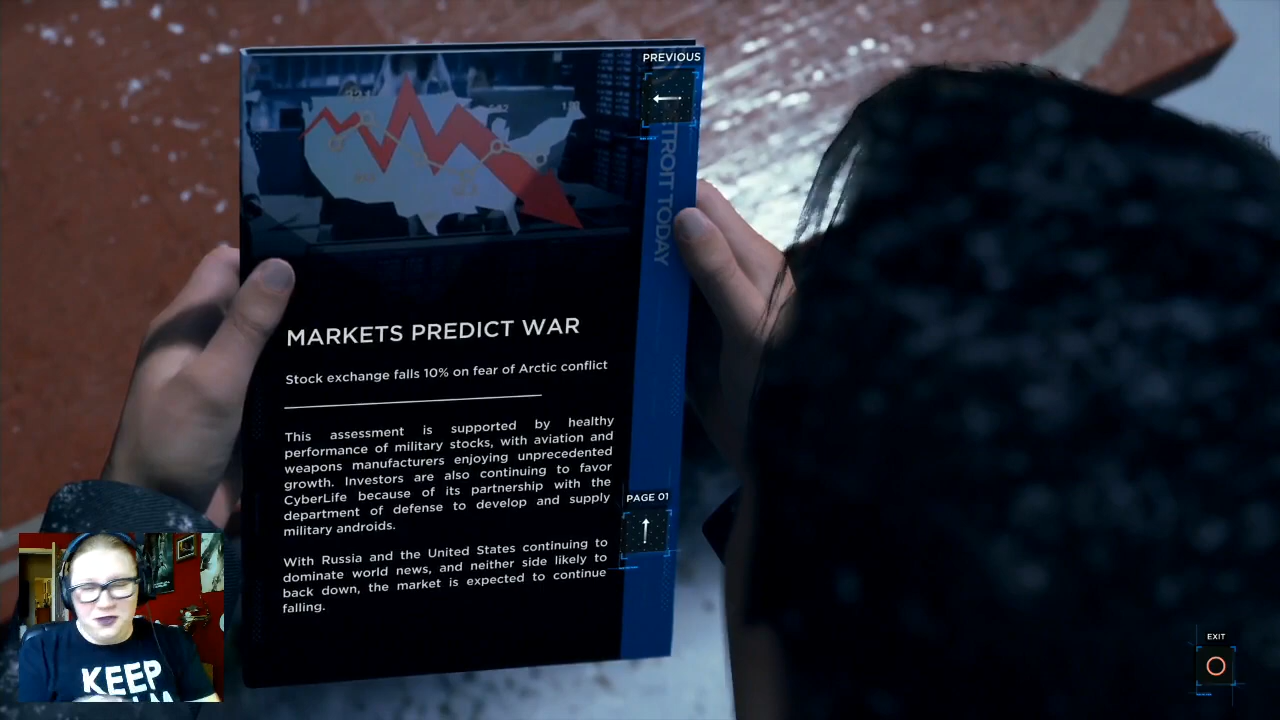 PREVIOUS
TROIT TODAY
MARKETS PREDICT WAR
Stock exchange falls 10% on fear of Arctic conflict
This assessment is supported by healthy
performance of military stocks, with aviation and
weapons manufacturers enjoying unprecedented
growth. Investors are also continuing to favor
CyberLife because of its partnership with the
department of defense to develop and supply
military androids.
With Russia and the United States continuing to
dominate world news, and neither side likely to
back down, the market is expected to continue
falling.
PAGE 01
EXIT
KEEP